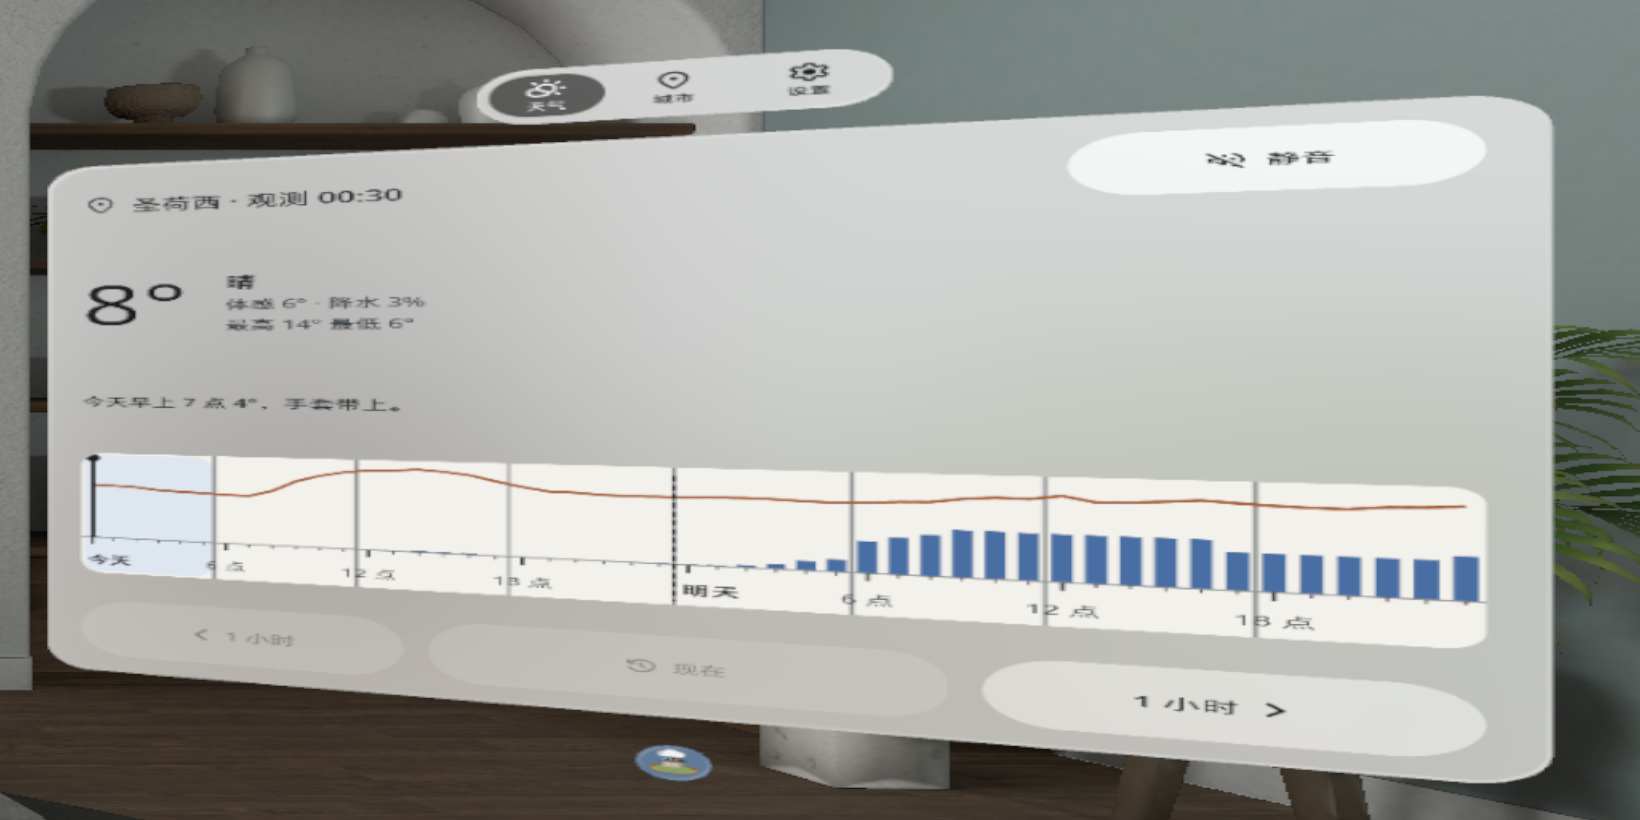 天气
城市
设置
静音
圣荷西 · 观测 00:30
8°
晴
体感 6° · 降水 3%
最高 14° 最低 6°
今天早上 7 点 4°，手套带上。
今天
6 点
12 点
18 点
明天
6 点
12 点
18 点
1 小时
现在
1 小时